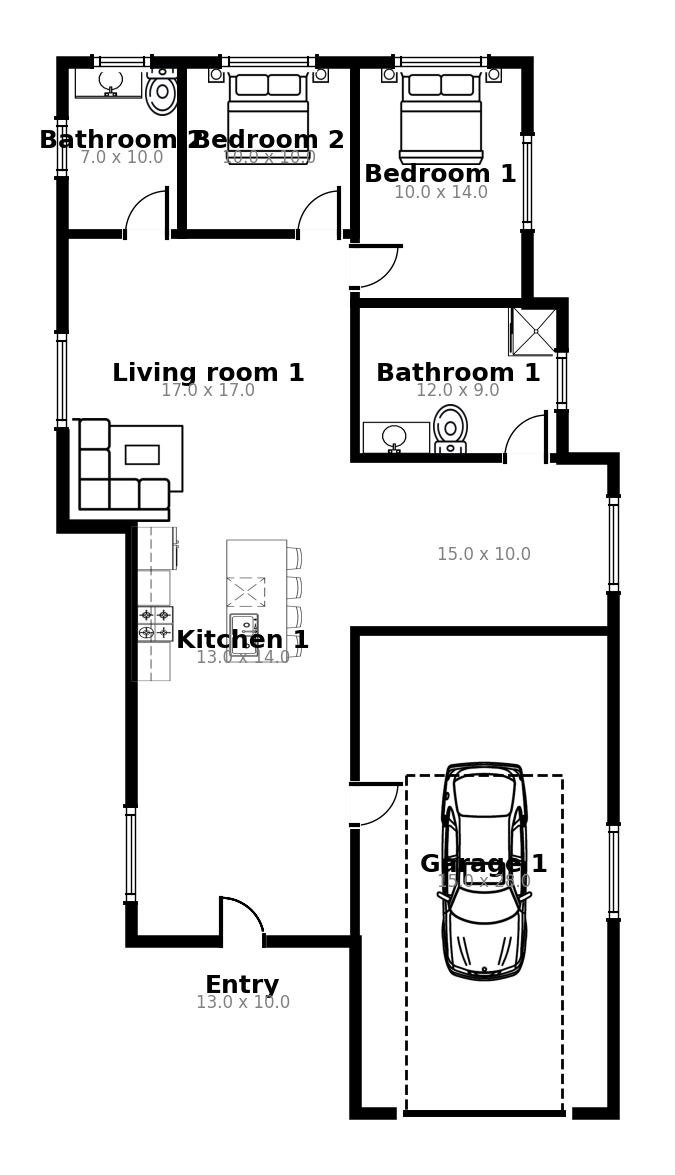 Bathroom 2
7.0 x 10.0
Bedroom 2
10.0 x 10.0
Bedroom 1
10.0 x 14.0
Living room 1
17.0 x 17.0
Bathroom 1
12.0 x 9.0
15.0 x 10.0
Kitchen 1
13.0 x 14.0
Garage 1
15.0 x 28.0
Entry
13.0 x 10.0